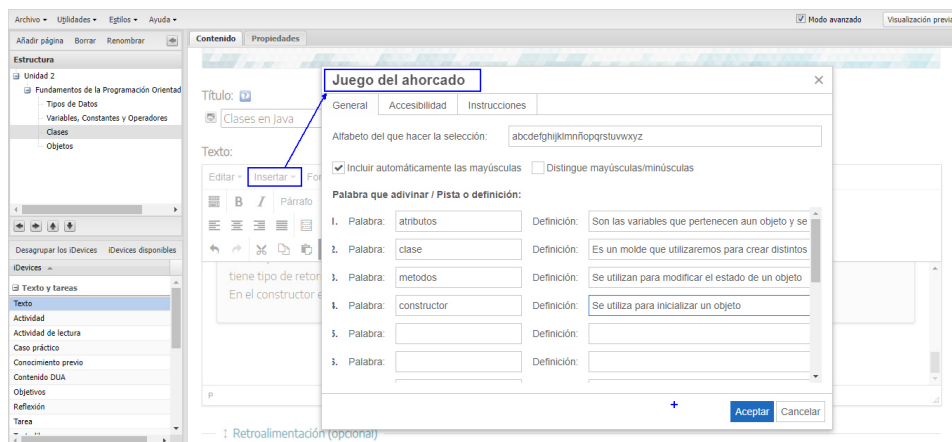 Archivo Utilidades Estilos Ayuda
Modo avanzado Visualización previa
Añadir página Borrar Renombrar
Contenido Propiedades
Estructura
Unidad 2
Fundamentos de la Programación Orientad
Tipos de Datos
Variables, Constantes y Operadores
Clases
Objetos
Desagrupar los iDevices iDevices disponibles
iDevices
Texto y tareas
Texto
Actividad
Actividad de lectura
Caso práctico
Conocimiento previo
Contenido DUA
Objetivos
Reflexión
Tarea
Título:
Clases en Java
Texto:
Editar Insertar For
B I Párrafo
tiene tipo de retor
En el constructor e
P
Retroalimentación (opcional)
Juego del ahorcado
General Accesibilidad Instrucciones
Alfabeto del que hacer la selección: abcdefghijklmnñopqrstuvwxyz
Incluir automáticamente las mayúsculas Distingue mayúsculas/minúsculas
Palabra que adivinar / Pista o definición:
1. Palabra: atributos Definición: Son las variables que pertenecen aun objeto y se
2. Palabra: clase Definición: Es un molde que utilizaremos para crear distintos
3. Palabra: metodos Definición: Se utilizan para modificar el estado de un objeto
4. Palabra: constructor Definición: Se utiliza para inicializar un objeto
5. Palabra: Definición:
6. Palabra: Definición:
Aceptar Cancelar